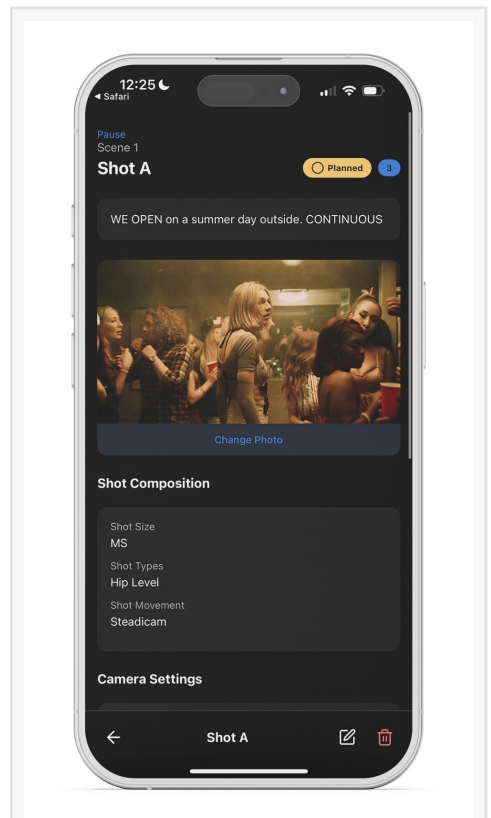 12:25
Safari
Pause
Scene 1
Shot A
Planned
3
WE OPEN on a summer day outside. CONTINUOUS
Change Photo
Shot Composition
Shot Size
MS
Shot Types
Hip Level
Shot Movement
Steadicam
Camera Settings
Shot A